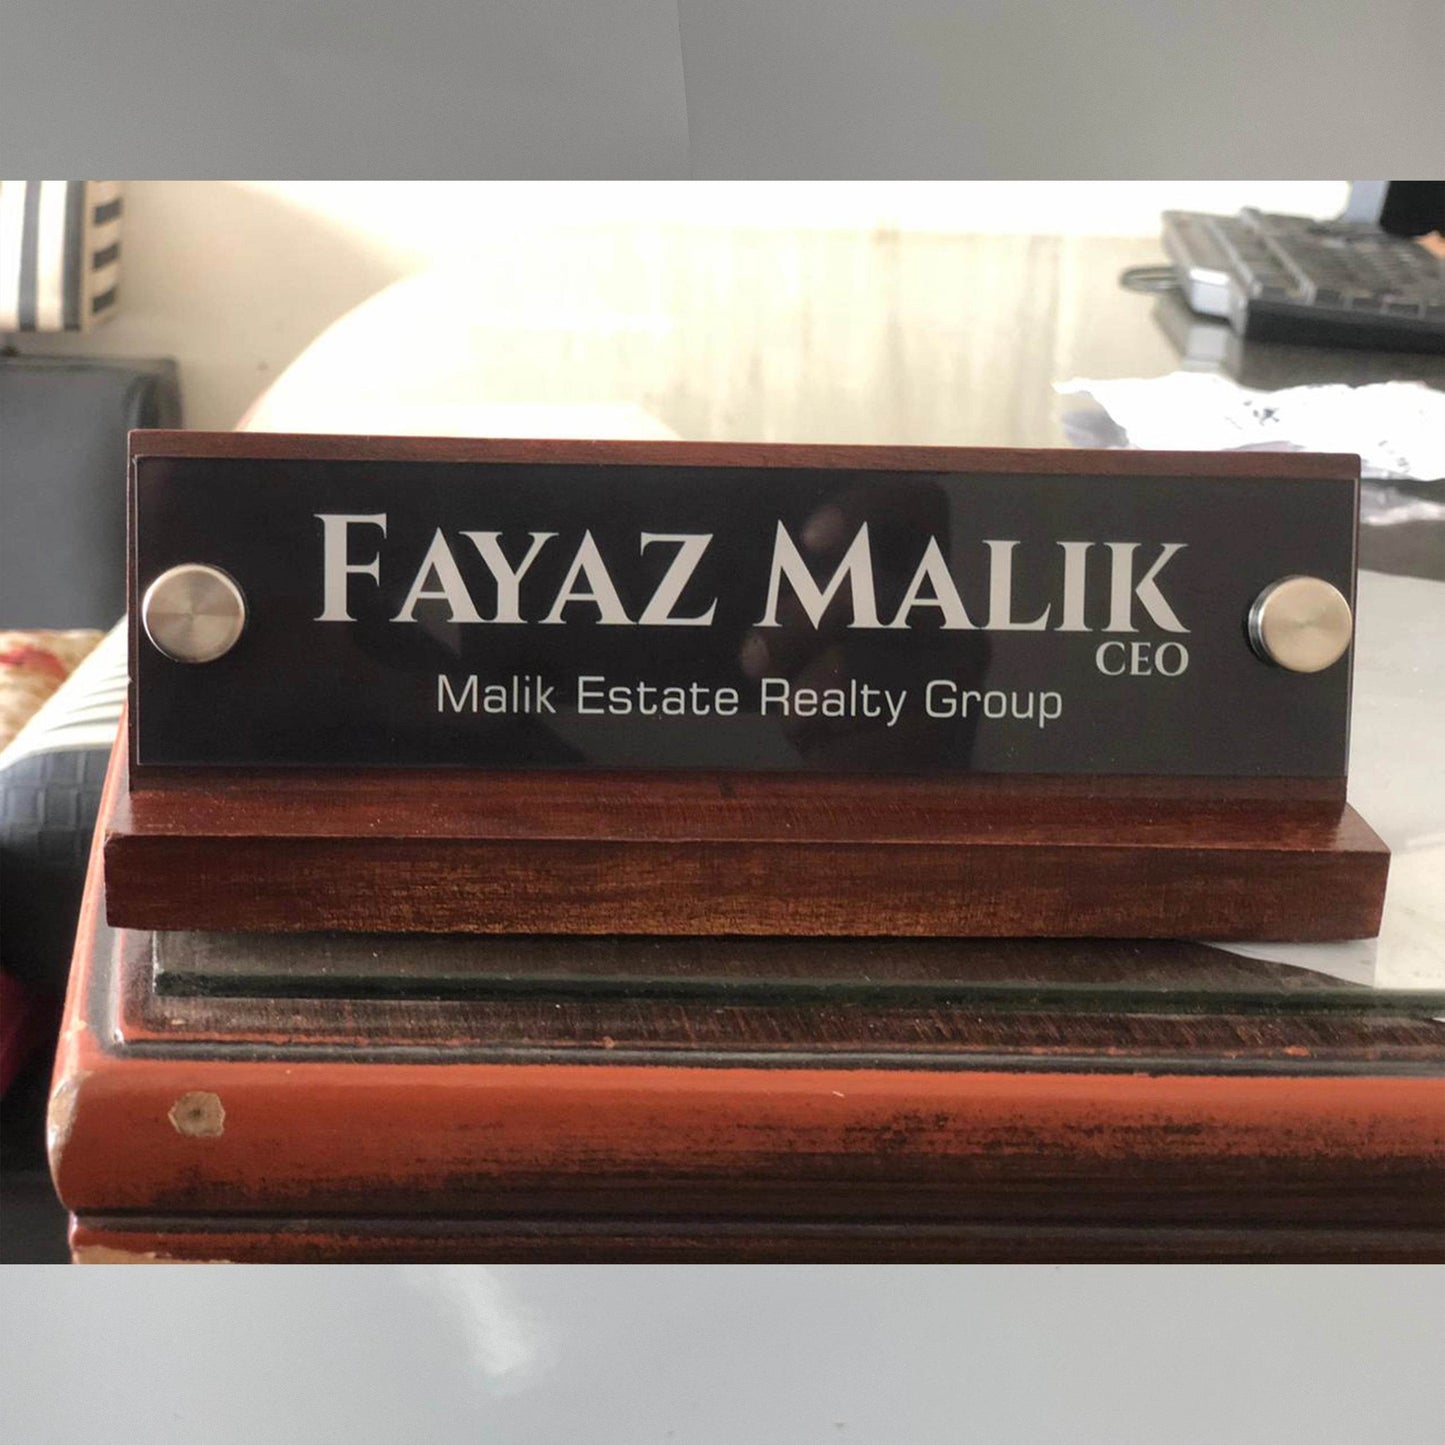 FAYAZ MALIK
CEO
Malik Estate Realty Group